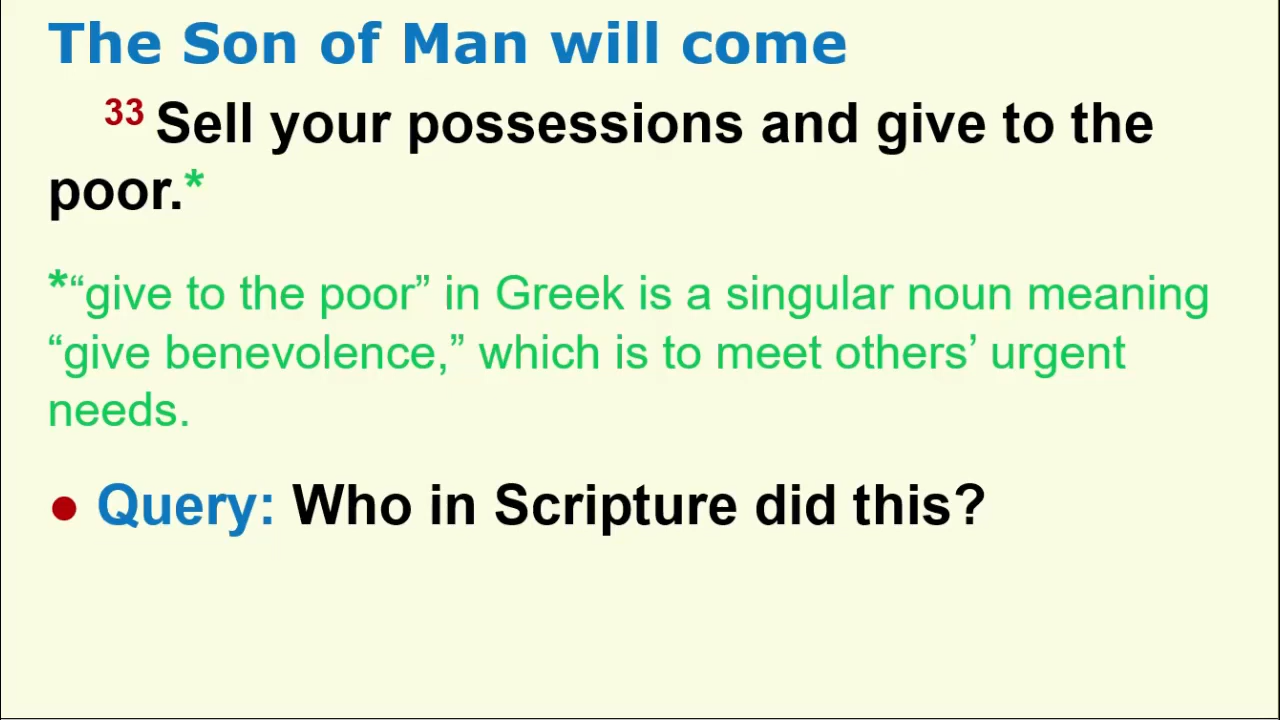 The Son of Man will come
33 Sell your possessions and give to the
poor.*
*“give to the poor” in Greek is a singular noun meaning
“give benevolence,” which is to meet others’ urgent
needs.
● Query: Who in Scripture did this?